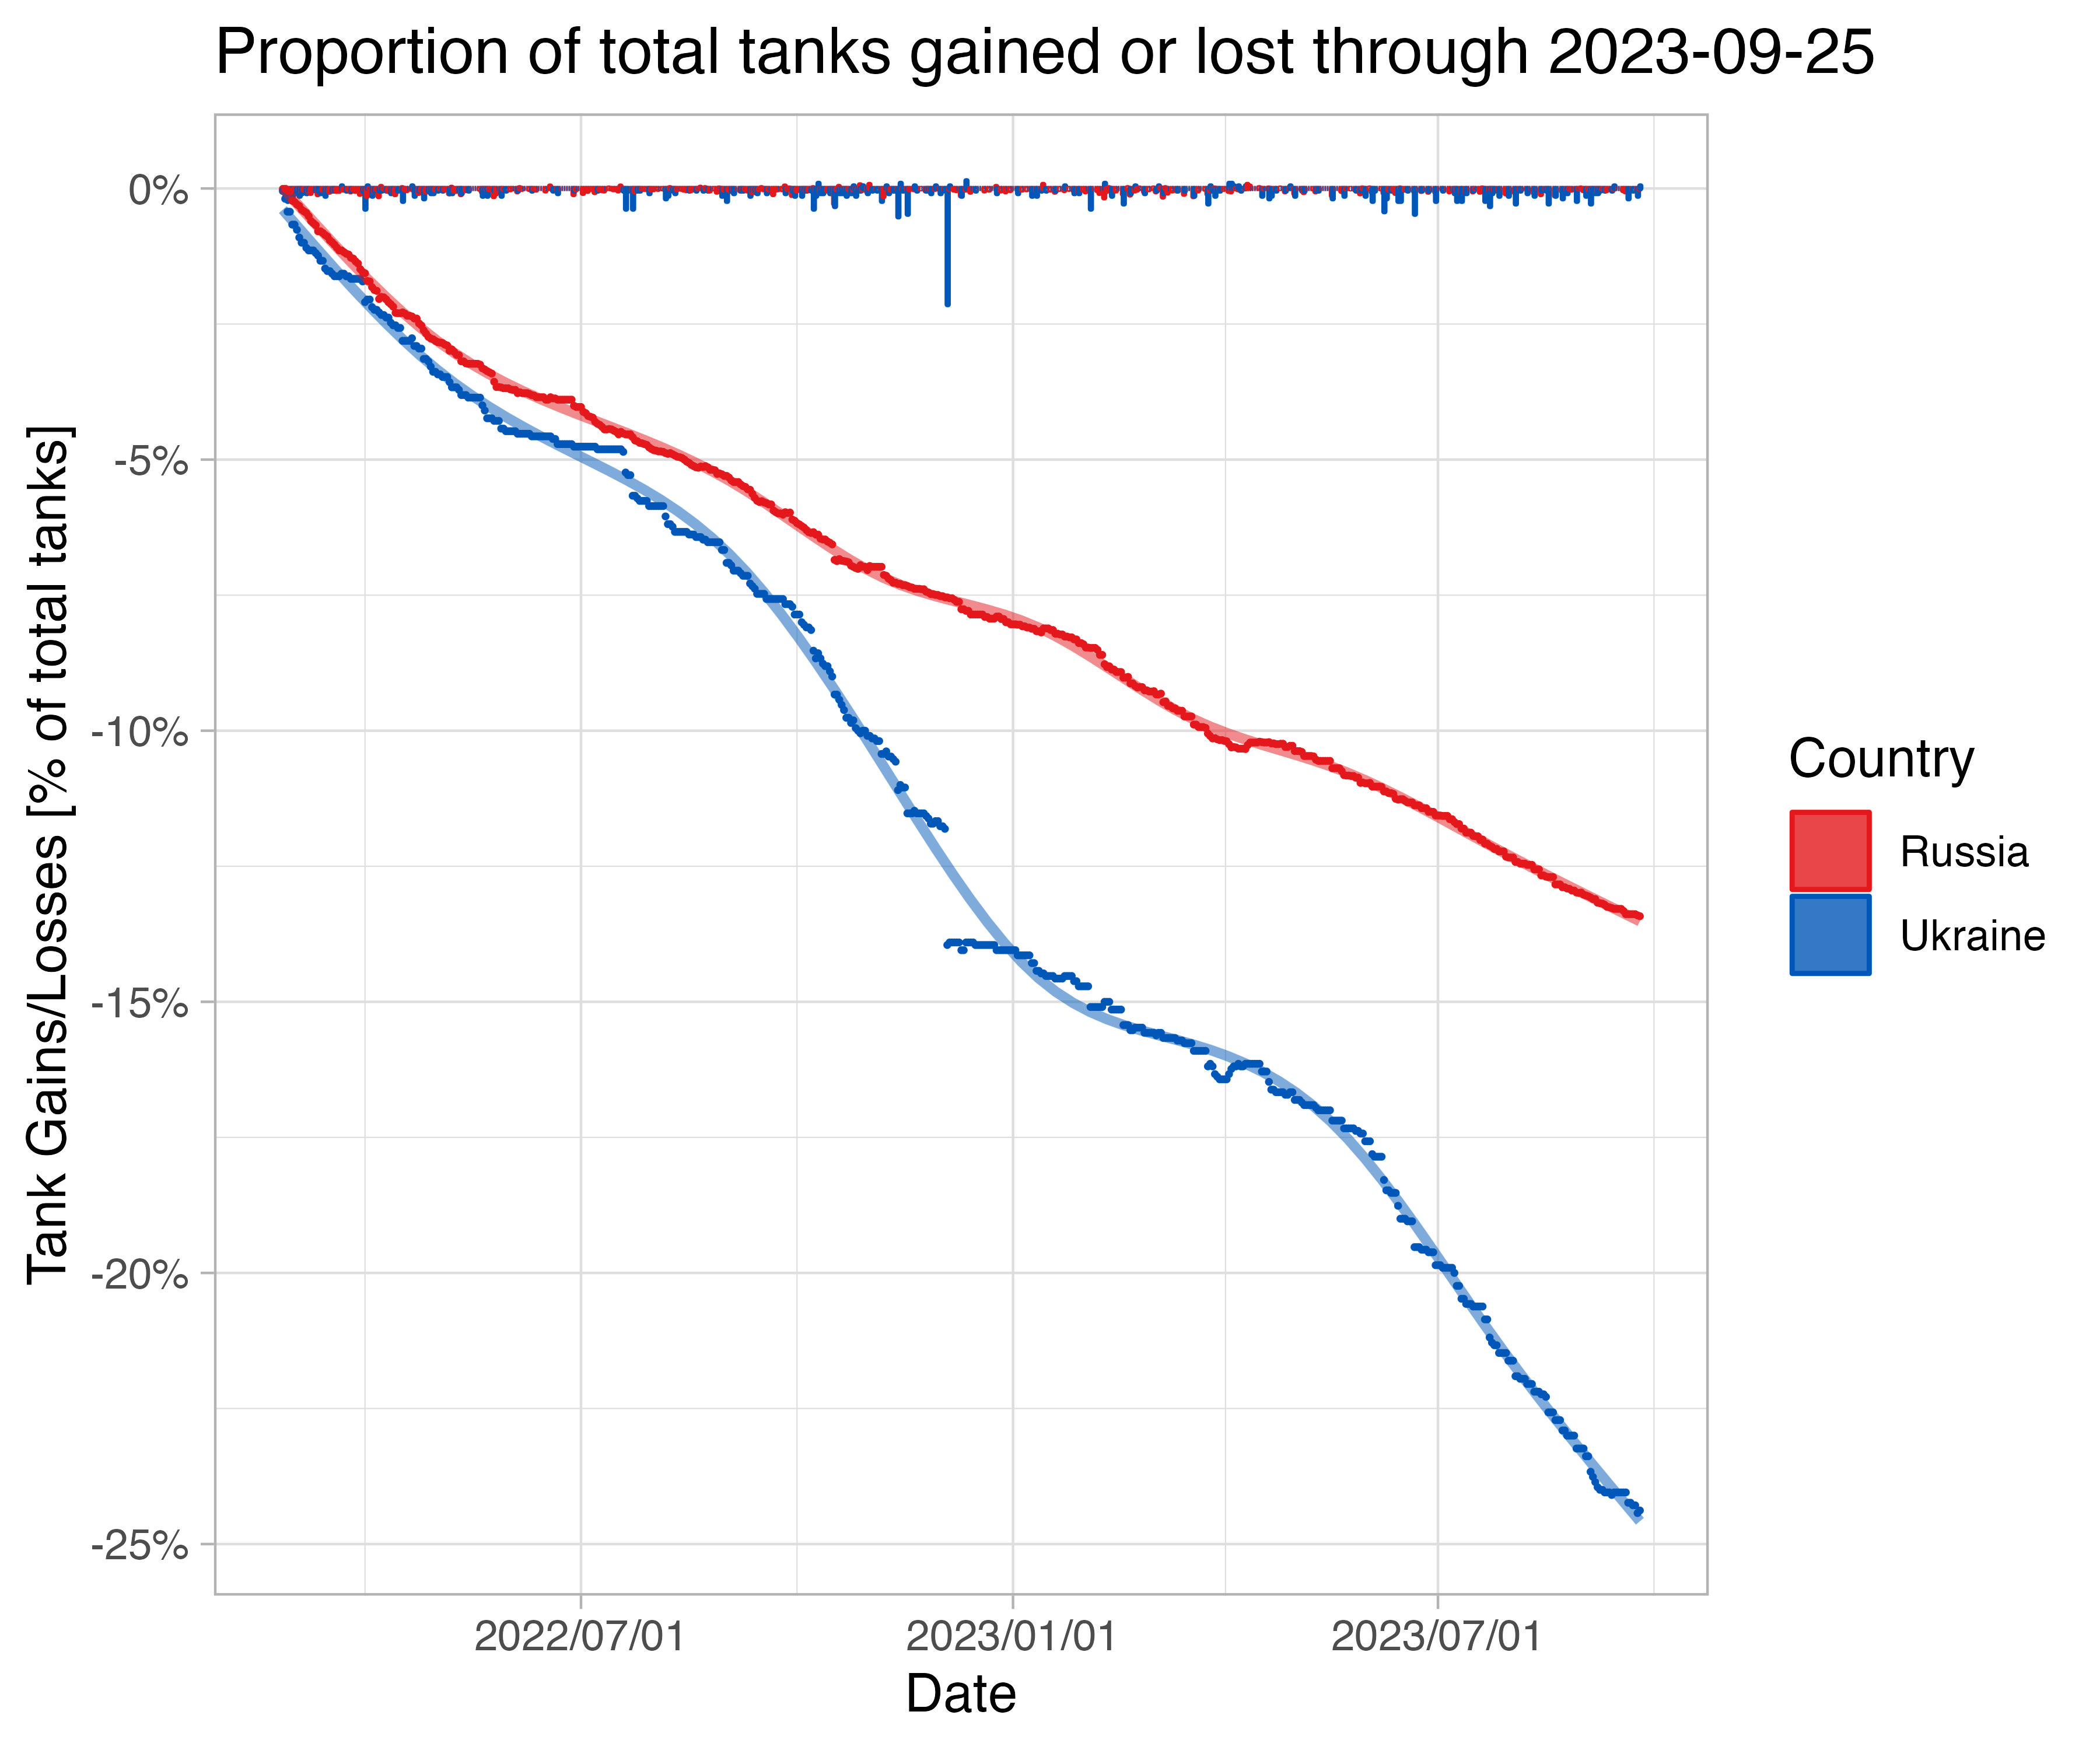 Proportion of total tanks gained or lost through 2023-09-25
Tank Gains/Losses [% of total tanks]
0%
-5%
-10%
-15%
-20%
-25%
2022/07/01
2023/01/01
2023/07/01
Date
Country
Russia
Ukraine